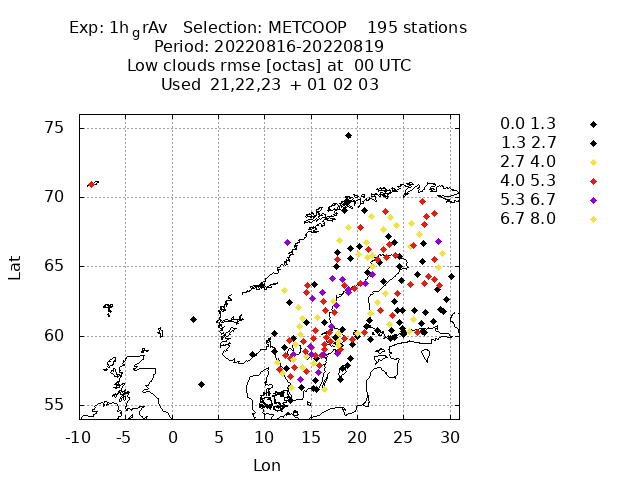 Exp: 1h grAv   Selection: METCOOP    195 stations
Period: 20220816-20220819
Low clouds rmse [octas] at  00 UTC
Used  21,22,23  + 01 02 03
0.0 1.3
1.3 2.7
2.7 4.0
4.0 5.3
5.3 6.7
6.7 8.0
75
70
65
60
55
Lat
-10 -5 0 5 10 15 20 25 30
Lon